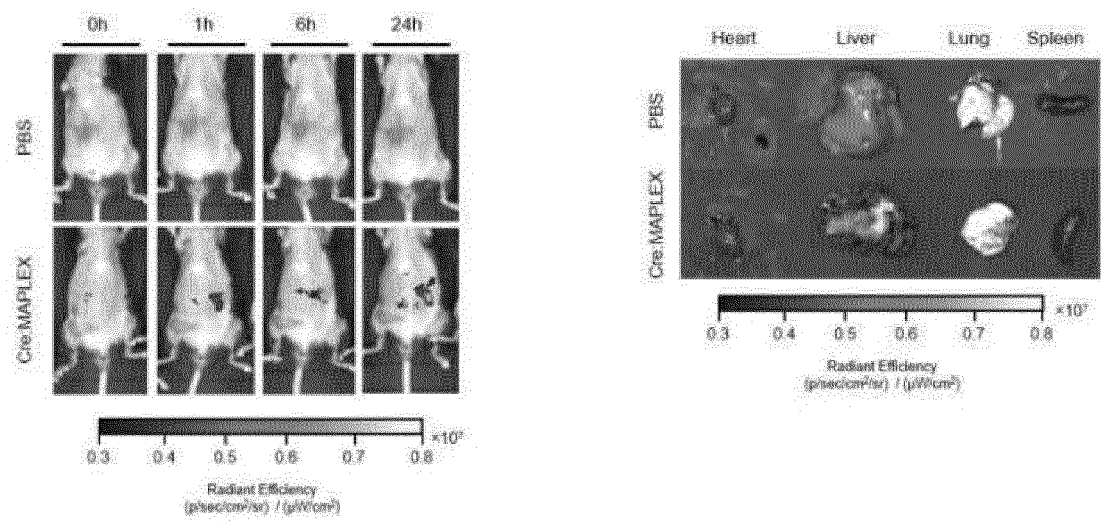 0h 1h 6h 24h
PBS
Cre:MAPLEX
0.3 0.4 0.5 0.6 0.7 0.8 ×10⁷
Radiant Efficiency
(p/sec/cm²/sr) / (μW/cm²)
Heart Liver Lung Spleen
PBS
Cre:MAPLEX
0.3 0.4 0.5 0.6 0.7 0.8 ×10⁷
Radiant Efficiency
(p/sec/cm²/sr) / (μW/cm²)